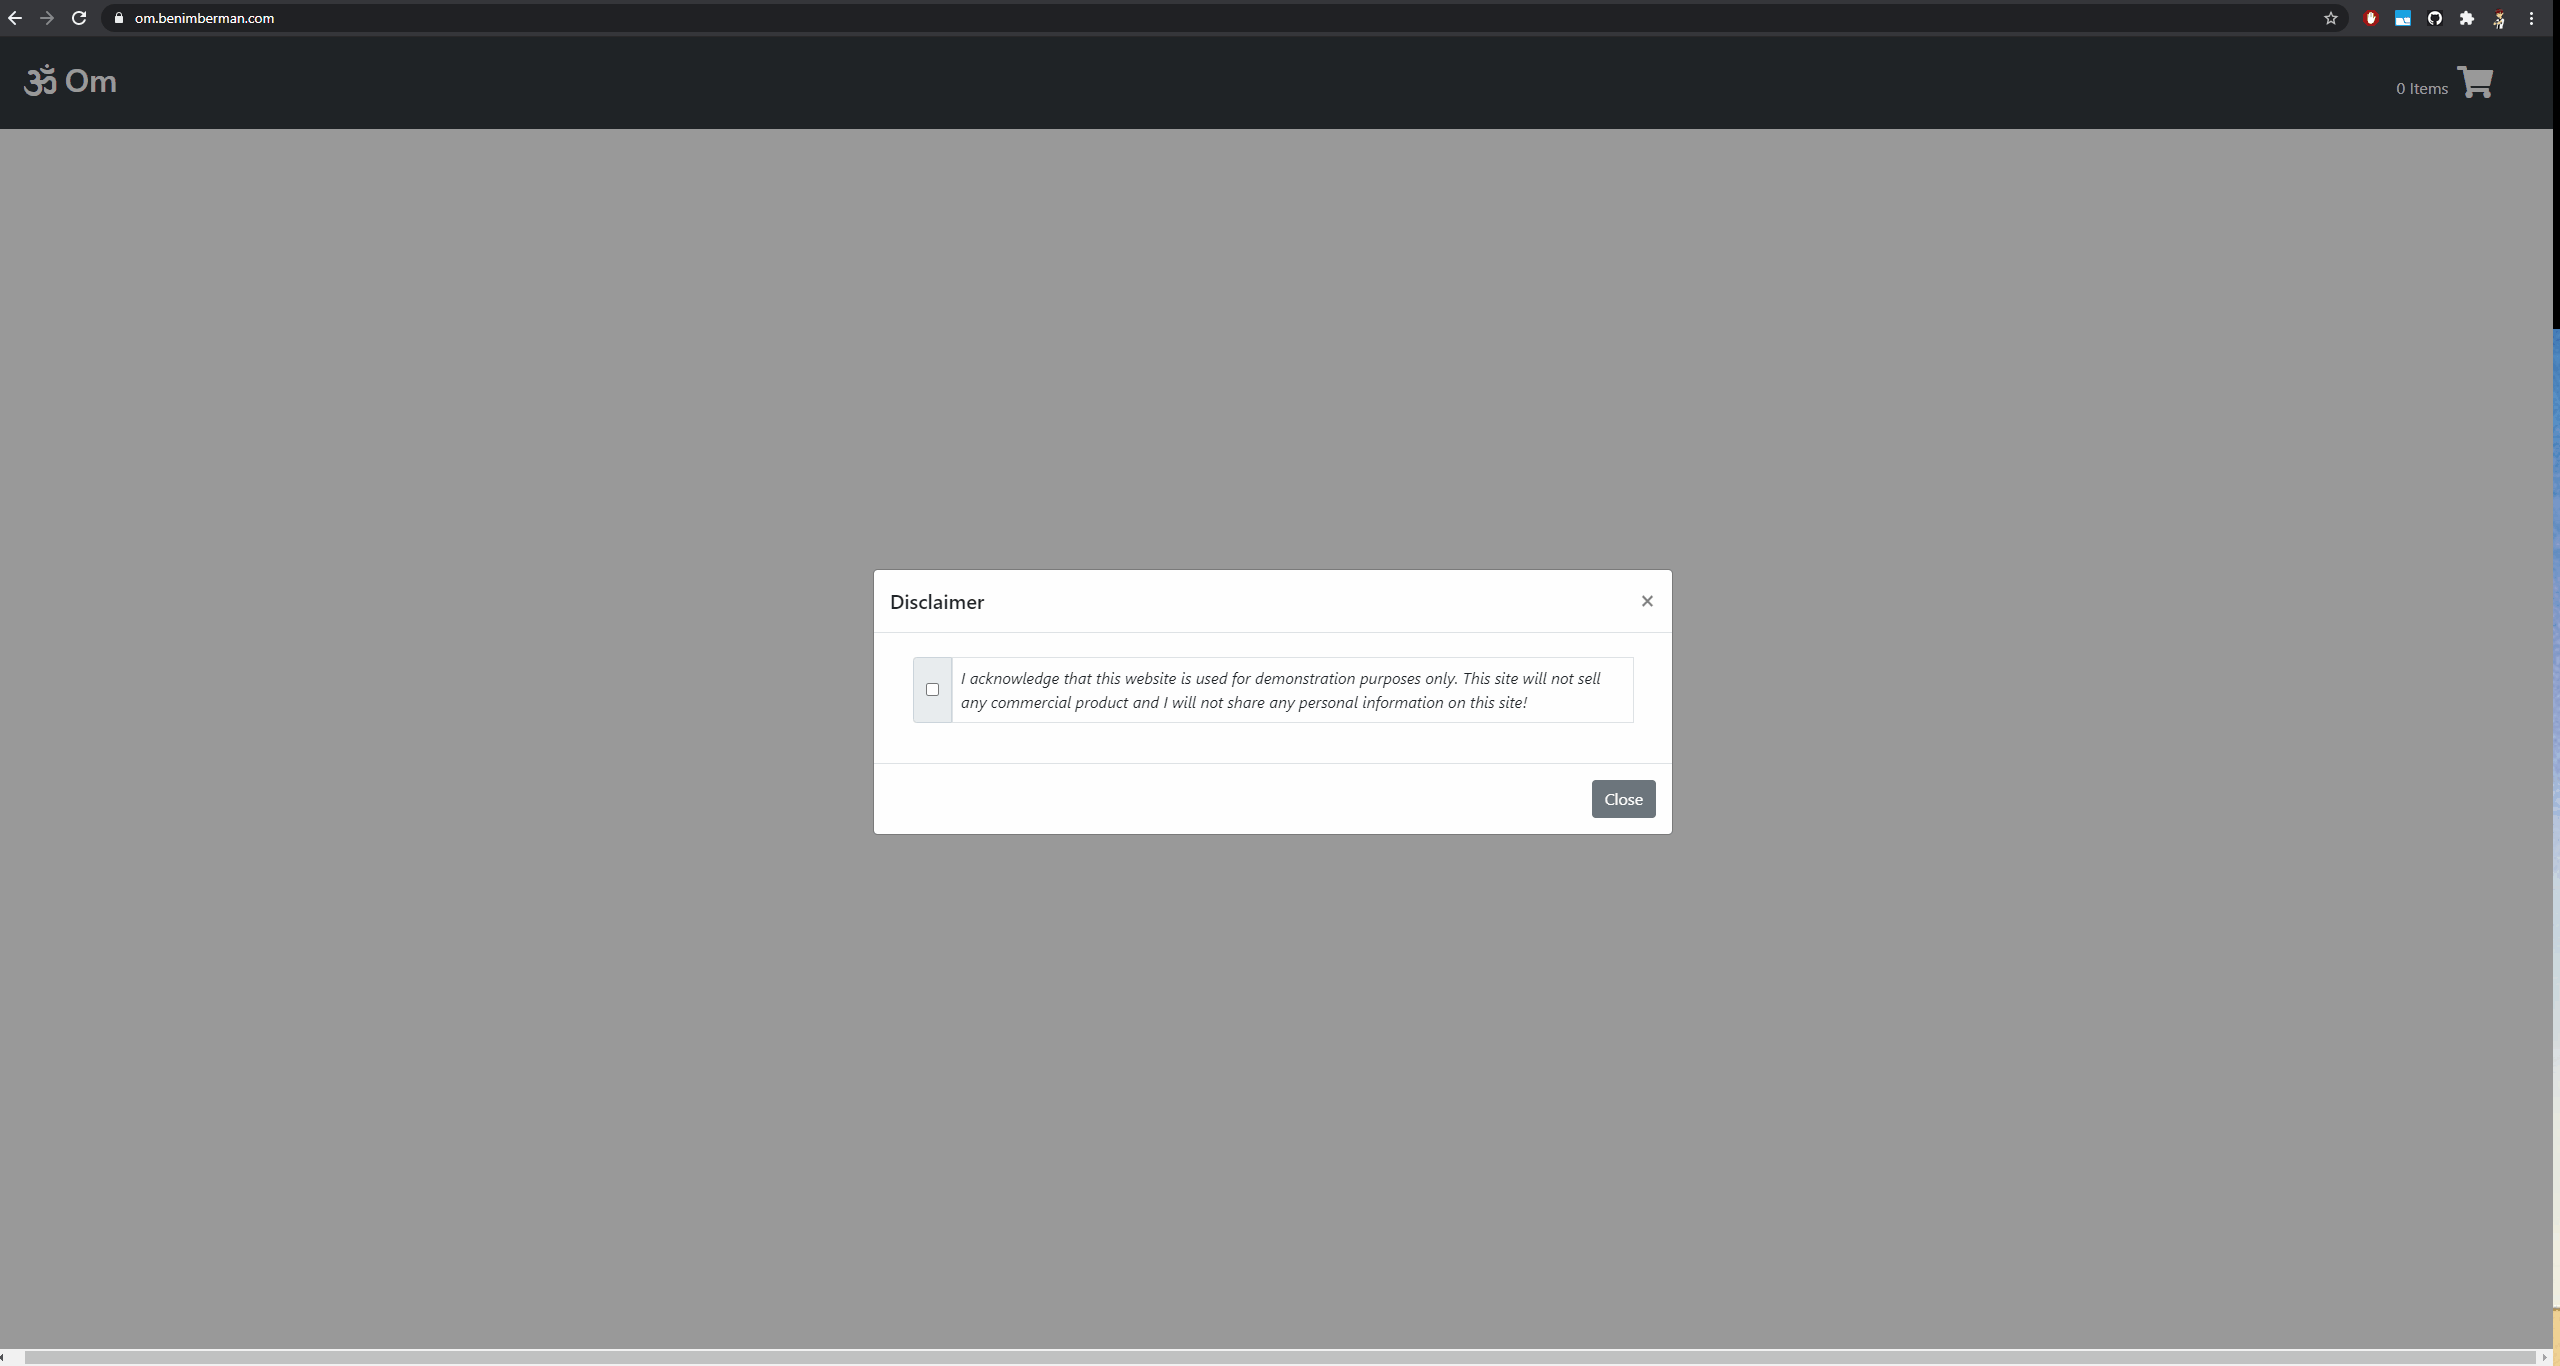 om.benimberman.com
ॐ Om
0 Items
Disclaimer
×
I acknowledge that this website is used for demonstration purposes only. This site will not sell
any commercial product and I will not share any personal information on this site!
Close